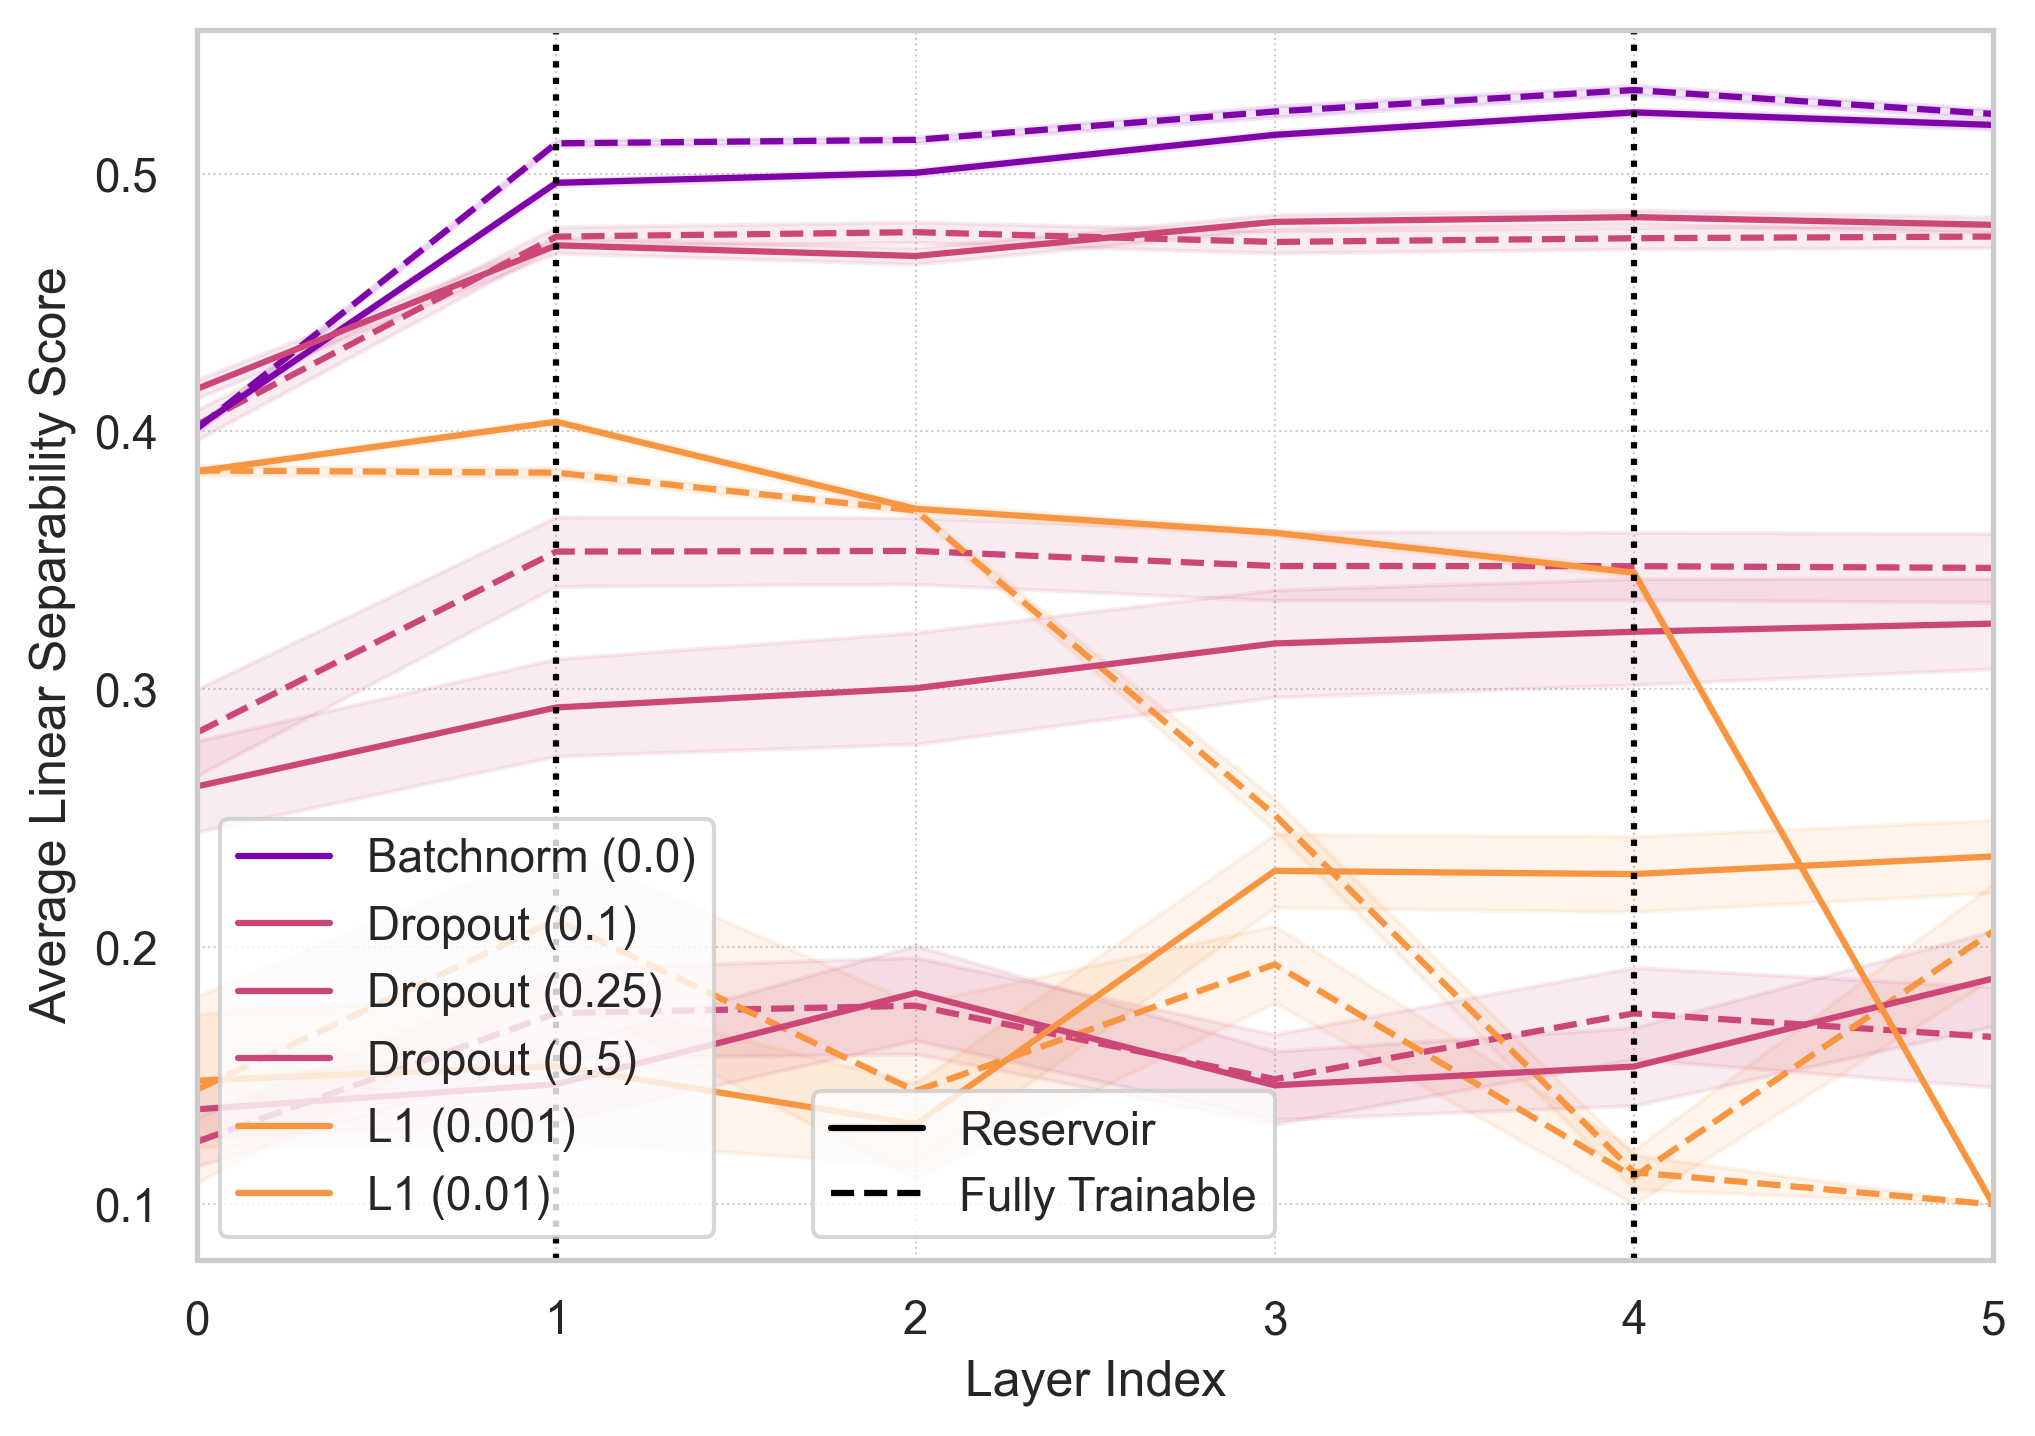 Average Linear Separability Score
0.5
0.4
0.3
0.2
0.1
Batchnorm (0.0)
Dropout (0.1)
Dropout (0.25)
Dropout (0.5)
L1 (0.001)
L1 (0.01)
Reservoir
Fully Trainable
0 1 2 3 4 5
Layer Index